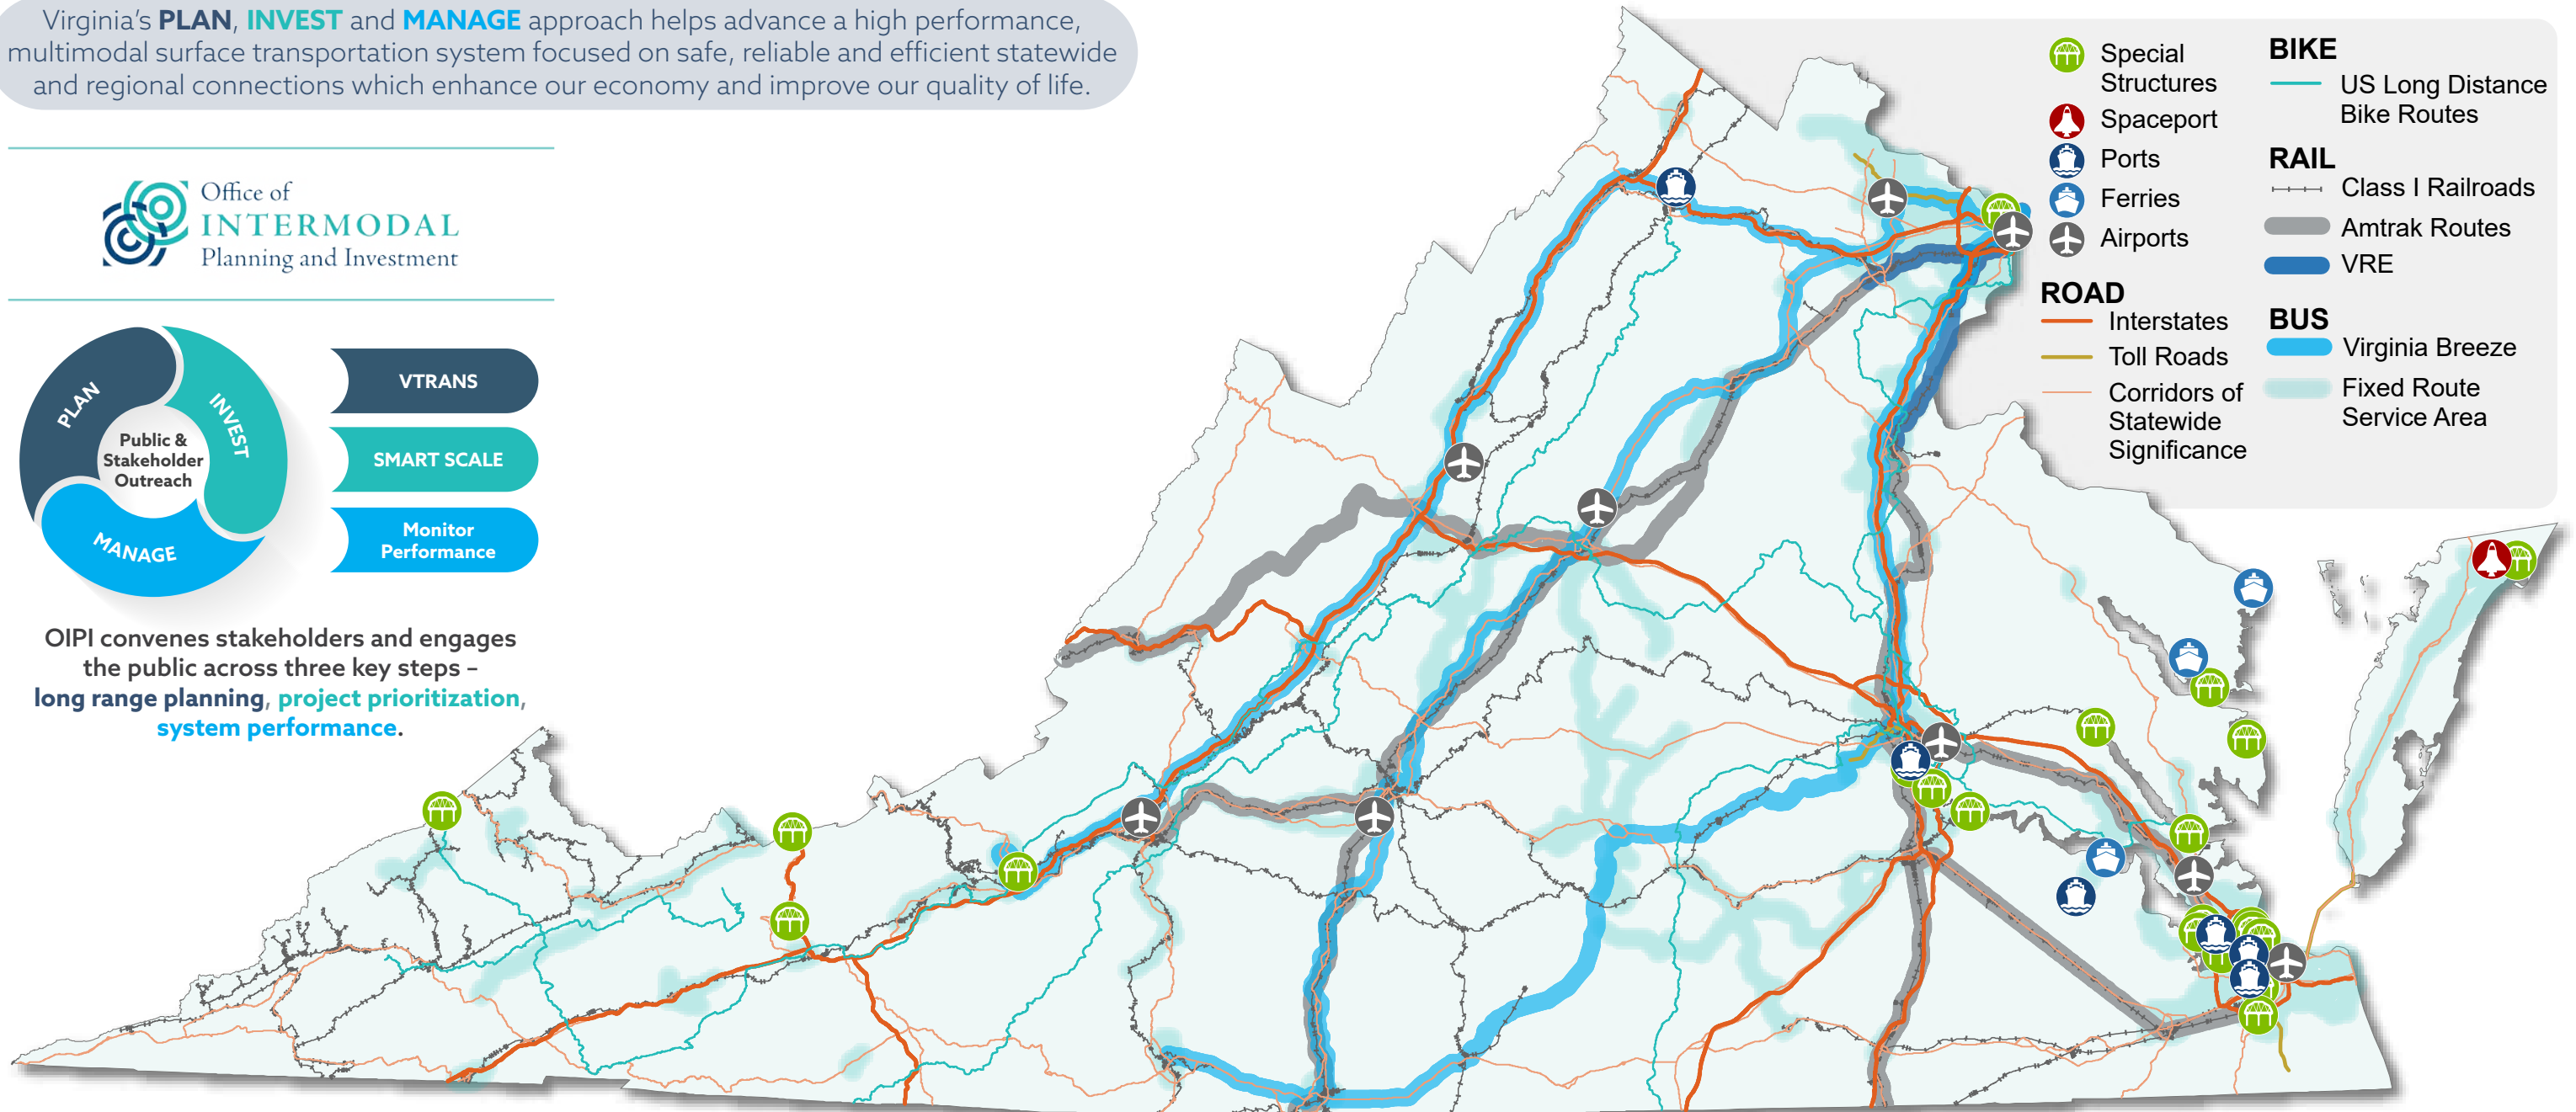 Virginia's PLAN, INVEST and MANAGE approach helps advance a high performance,
multimodal surface transportation system focused on safe, reliable and efficient statewide
and regional connections which enhance our economy and improve our quality of life.
Office of
INTERMODAL
Planning and Investment
PLAN
INVEST
MANAGE
Public &
Stakeholder
Outreach
VTRANS
SMART SCALE
Monitor
Performance
OIPI convenes stakeholders and engages
the public across three key steps –
long range planning, project prioritization,
system performance.
Special
Structures
Spaceport
Ports
Ferries
Airports
ROAD
Interstates
Toll Roads
Corridors of
Statewide
Significance
BIKE
US Long Distance
Bike Routes
RAIL
Class I Railroads
Amtrak Routes
VRE
BUS
Virginia Breeze
Fixed Route
Service Area